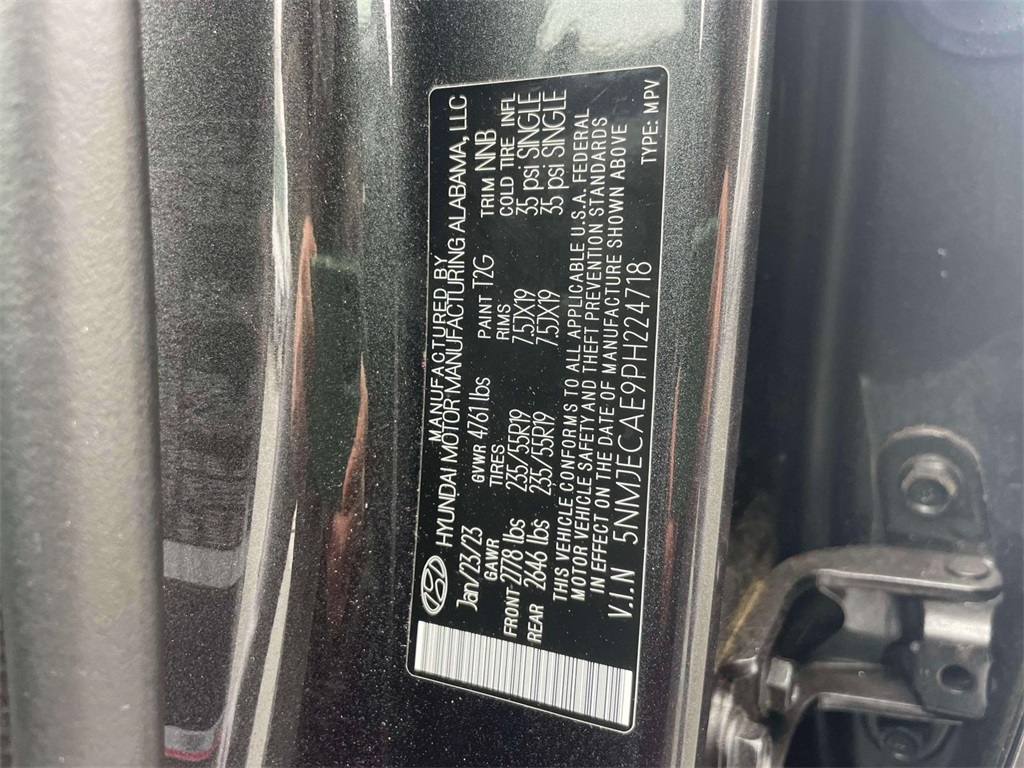 MANUFACTURED BY
HYUNDAI MOTOR MANUFACTURING ALABAMA, LLC
Jan/23/23 GVWR 4761 lbs PAINT T2G TRIM NNB
GAWR TIRES RIMS COLD TIRE INFL
FRONT-2778 lbs 235/55R19 7.5JX19 35 psi SINGLE
REAR 2646 lbs 235/55R19 7.5JX19 35 psi SINGLE
THIS VEHICLE CONFORMS TO ALL APPLICABLE U.S.A. FEDERAL
MOTOR VEHICLE SAFETY AND THEFT PREVENTION STANDARDS
IN EFFECT ON THE DATE OF MANUFACTURE SHOWN ABOVE
V.I.N 5NMJECAE9PH224718 TYPE: MPV